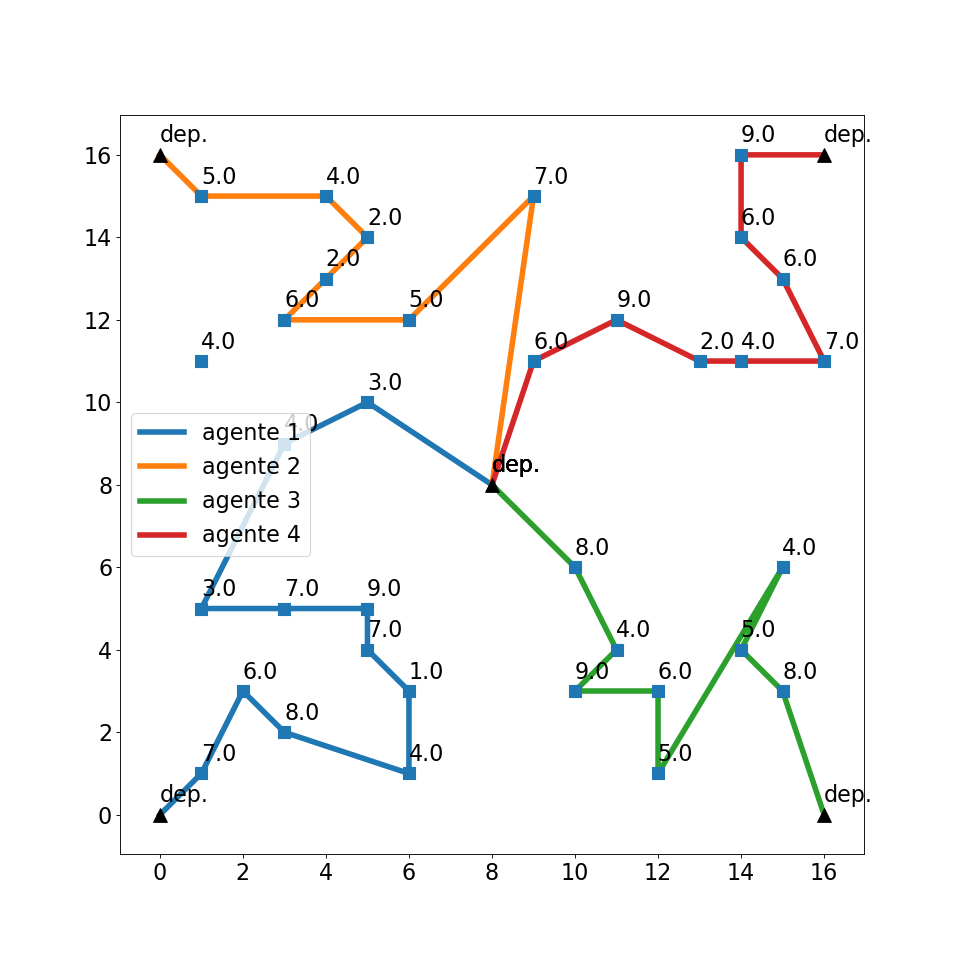 dep. 9.0 dep.
16
5.0 4.0 7.0
2.0 6.0
14
2.0 6.0
6.0 5.0 9.0
12
4.0 6.0 2.0 4.0 7.0
3.0
10
4.0
agente 1
agente 2
agente 3
agente 4
dep.
8
8.0 4.0
6
3.0 7.0 9.0
7.0 4.0 5.0
4
6.0 1.0 9.0 6.0 8.0
8.0
2
7.0 4.0 5.0
dep. dep.
0
0 2 4 6 8 10 12 14 16